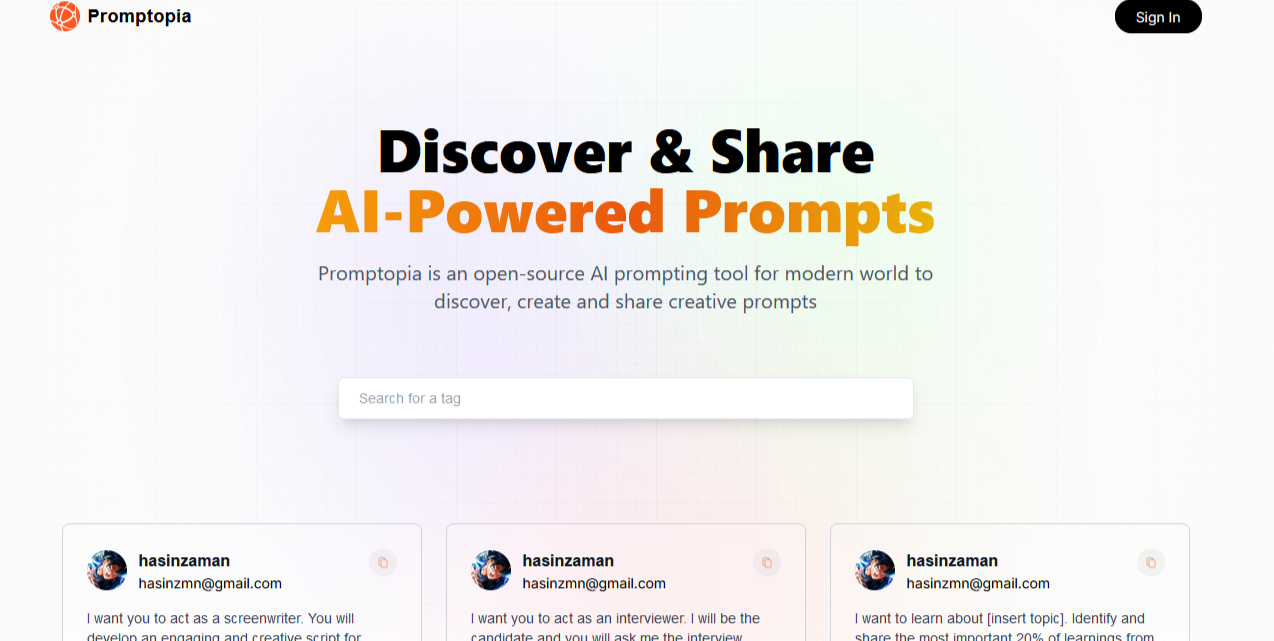 Promptopia
Sign In
Discover & Share
AI-Powered Prompts
Promptopia is an open-source AI prompting tool for modern world to
discover, create and share creative prompts
Search for a tag
hasinzaman
hasinzmn@gmail.com
I want you to act as a screenwriter. You will
develop an engaging and creative script for
hasinzaman
hasinzmn@gmail.com
I want you to act as an interviewer. I will be the
candidate and you will ask me the interview
hasinzaman
hasinzmn@gmail.com
I want to learn about [insert topic]. Identify and
share the most important 20% of learnings from